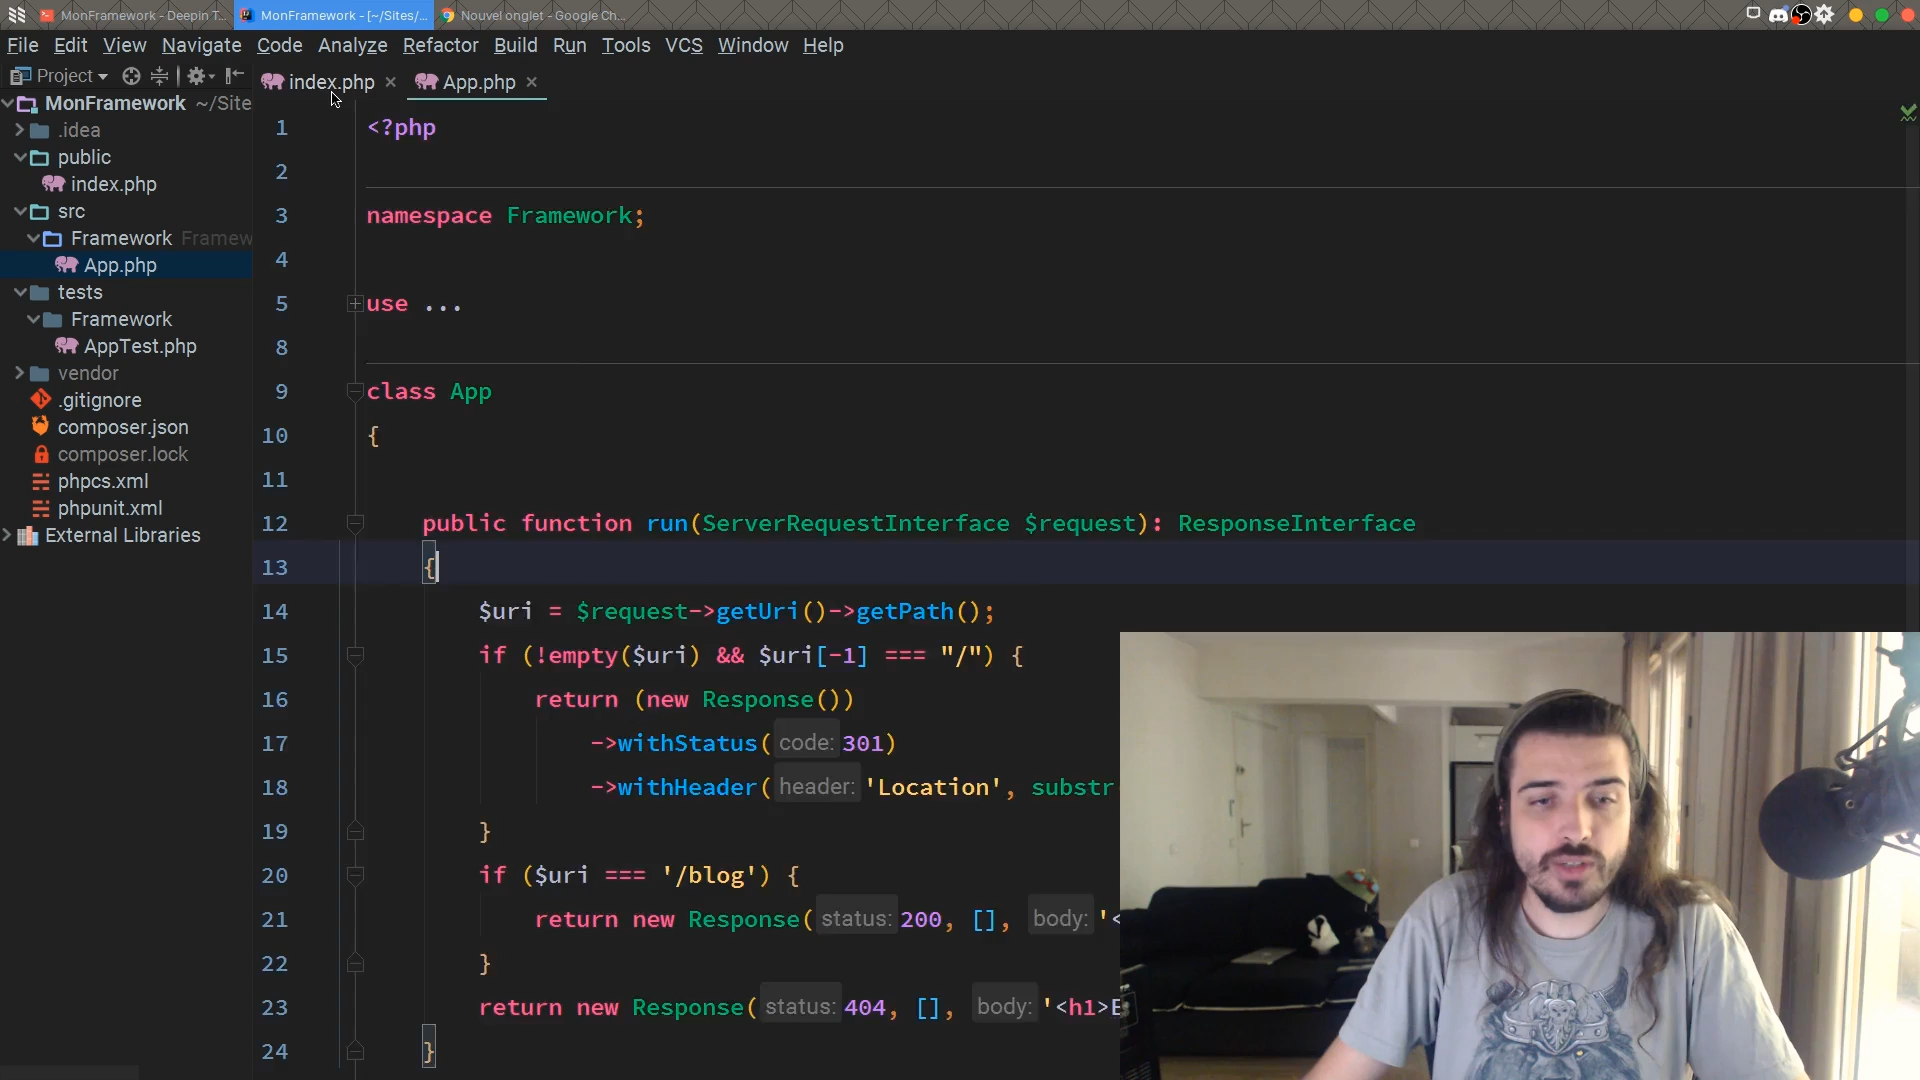 MonFramework - Deepin T...
MonFramework - [~/Sites/...
Nouvel onglet - Google Ch...
File Edit View Navigate Code Analyze Refactor Build Run Tools VCS Window Help
Project
index.php
App.php
MonFramework ~/Site
.idea
public
index.php
src
Framework Framew
App.php
tests
Framework
AppTest.php
vendor
.gitignore
composer.json
composer.lock
phpcs.xml
phpunit.xml
External Libraries
1 <?php
2
3 namespace Framework;
4
5 use ...
8
9 class App
10 {
11
12 public function run(ServerRequestInterface $request): ResponseInterface
13 {
14 $uri = $request->getUri()->getPath();
15 if (!empty($uri) && $uri[-1] === "/") {
16 return (new Response())
17 ->withStatus( code: 301)
18 ->withHeader( header: 'Location', substr
19 }
20 if ($uri === '/blog') {
21 return new Response( status: 200, [], body: '<
22 }
23 return new Response( status: 404, [], body: '<h1>E
24 }